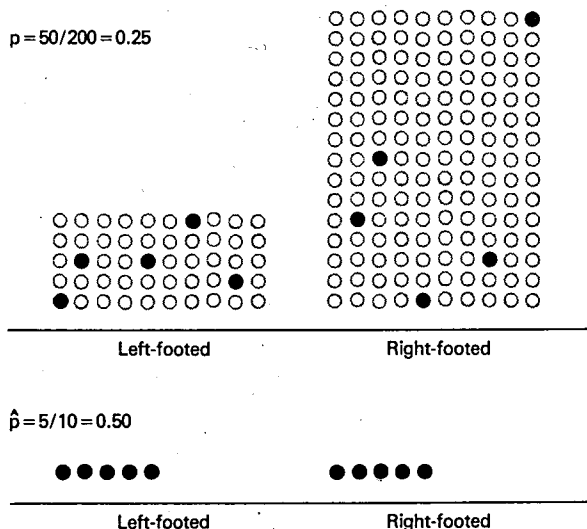 p = 50/200 = 0.25
Left-footed Right-footed
p̂ = 5/10 = 0.50
Left-footed Right-footed